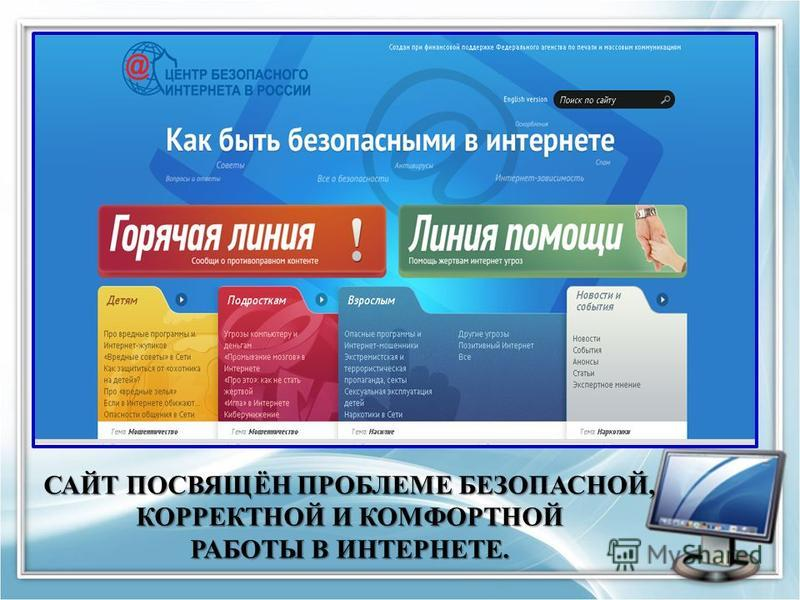 Создан при финансовой поддержке Федерального агенства по печати и массовым коммуникациям
@
ЦЕНТР БЕЗОПАСНОГО
ИНТЕРНЕТА В РОССИИ
English version
Поиск по сайту
Оскорбления
Как быть безопасными в интернете
Советы
Антивирусы
Спам
Вопросы и ответы
Все о безопасности
Интернет-зависимость
Горячая линия !
Сообщи о противоправном контенте
Линия помощи
Помощь жертвам интернет угроз
Детям
Про вредные программы и
Интернет-жуликов
«Вредные советы» в Сети
Как защититься от «охотника
на детей»?
Про «вредные зелья»
Если в Интернете обижают...
Опасности общения в Сети
Тема: Мошенничество
Подросткам
Угрозы компьютеру и
деньгам
«Промывание мозгов» в
Интернете
«Про это»: как не стать
жертвой
«Игла» в Интернете
Киберунижение
Тема: Мошенничество
Взрослым
Опасные программы и
Интернет-мошенники
Экстремистская и
террористическая
пропаганда, секты
Сексуальная эксплуатация
детей
Наркотики в Сети
Другие угрозы
Позитивный Интернет
Все
Тема: Насилие
Новости и
события
Новости
События
Анонсы
Статьи
Экспертное мнение
Тема: Наркотики
САЙТ ПОСВЯЩЁН ПРОБЛЕМЕ БЕЗОПАСНОЙ,
КОРРЕКТНОЙ И КОМФОРТНОЙ
РАБОТЫ В ИНТЕРНЕТЕ.
MyShared